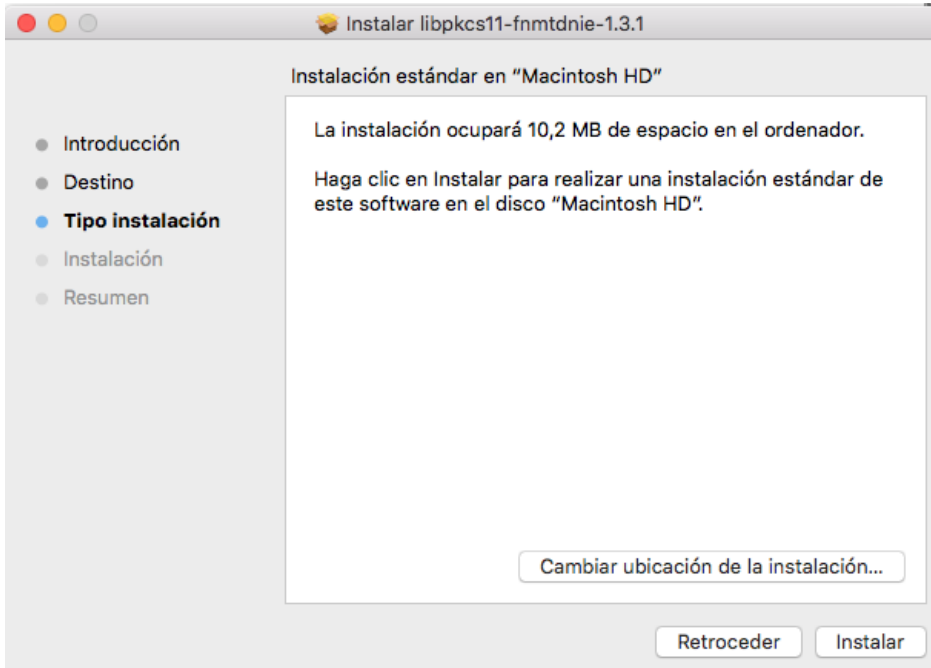 Instalar libpkcs11-fnmtdnie-1.3.1
Instalación estándar en “Macintosh HD”
Introducción
Destino
Tipo instalación
Instalación
Resumen
La instalación ocupará 10,2 MB de espacio en el ordenador.
Haga clic en Instalar para realizar una instalación estándar de
este software en el disco “Macintosh HD”.
Cambiar ubicación de la instalación...
Retroceder
Instalar